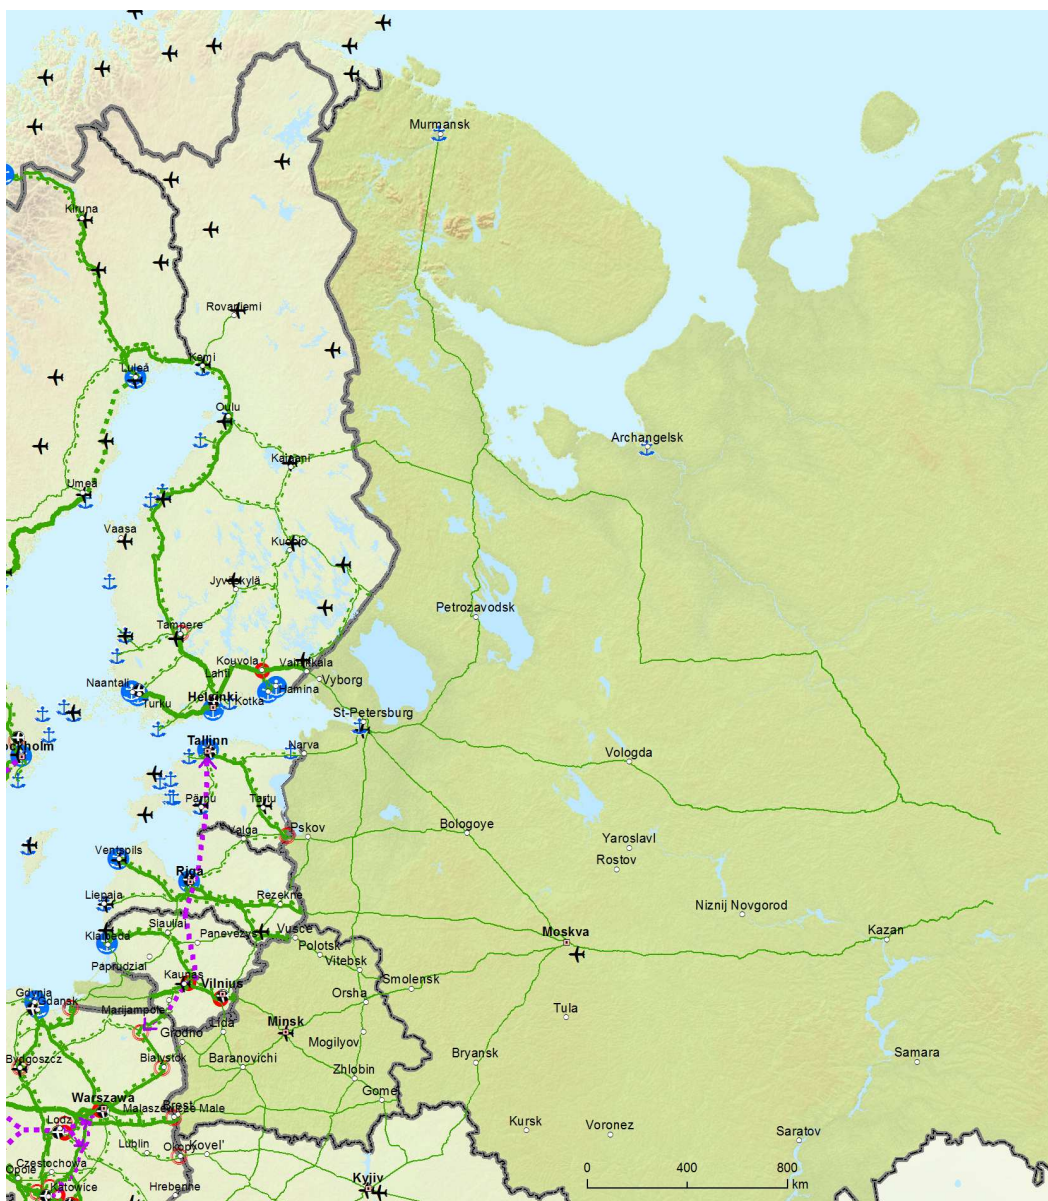 Murmansk
Kiruna
Rovaniemi
Kemi
Luleå
Oulu
Archangelsk
Kajaani
Umeå
Vaasa
Kuopio
Jyväskylä
Petrozavodsk
Tampere
Kouvola
Vainikkala
Lahti
Vyborg
Naantali
Hamina
Helsinki
Kotka
Turku
St-Petersburg
Tallinn
Narva
Vologda
Pärnu
Tartu
Valga
Pskov
Bologoye
Yaroslavl
Ventspils
Rostov
Riga
Liepaja
Rezekne
Niznij Novgorod
Siauliai
Vusce
Moskva
Kazan
Klaipeda
Panevezys
Polotsk
Paprudziai
Vitebsk
Kaunas
Vilnius
Smolensk
Gdynia
Orsha
Gdansk
Marijampole
Tula
Minsk
Lida
Grodno
Mogilyov
Bydgoszcz
Bialystok
Baranovichi
Bryansk
Samara
Zhlobin
Gomel
Warszawa
Malaszewicze Male
Brest
Lodz
Kursk
Voronez
Saratov
Lublin
Okopy
Kovel'
Czestochowa
Opole
Katowice
Kyjiv
Hrebenne
0 400 800
km